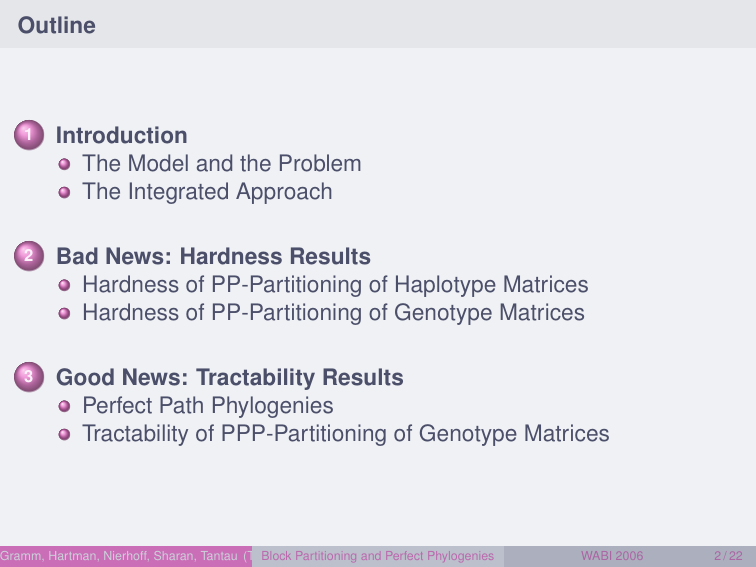 Outline
1 Introduction
The Model and the Problem
The Integrated Approach
2 Bad News: Hardness Results
Hardness of PP-Partitioning of Haplotype Matrices
Hardness of PP-Partitioning of Genotype Matrices
3 Good News: Tractability Results
Perfect Path Phylogenies
Tractability of PPP-Partitioning of Genotype Matrices
Gramm, Hartman, Nierhoff, Sharan, Tantau (T Block Partitioning and Perfect Phylogenies WABI 2006 2 / 22